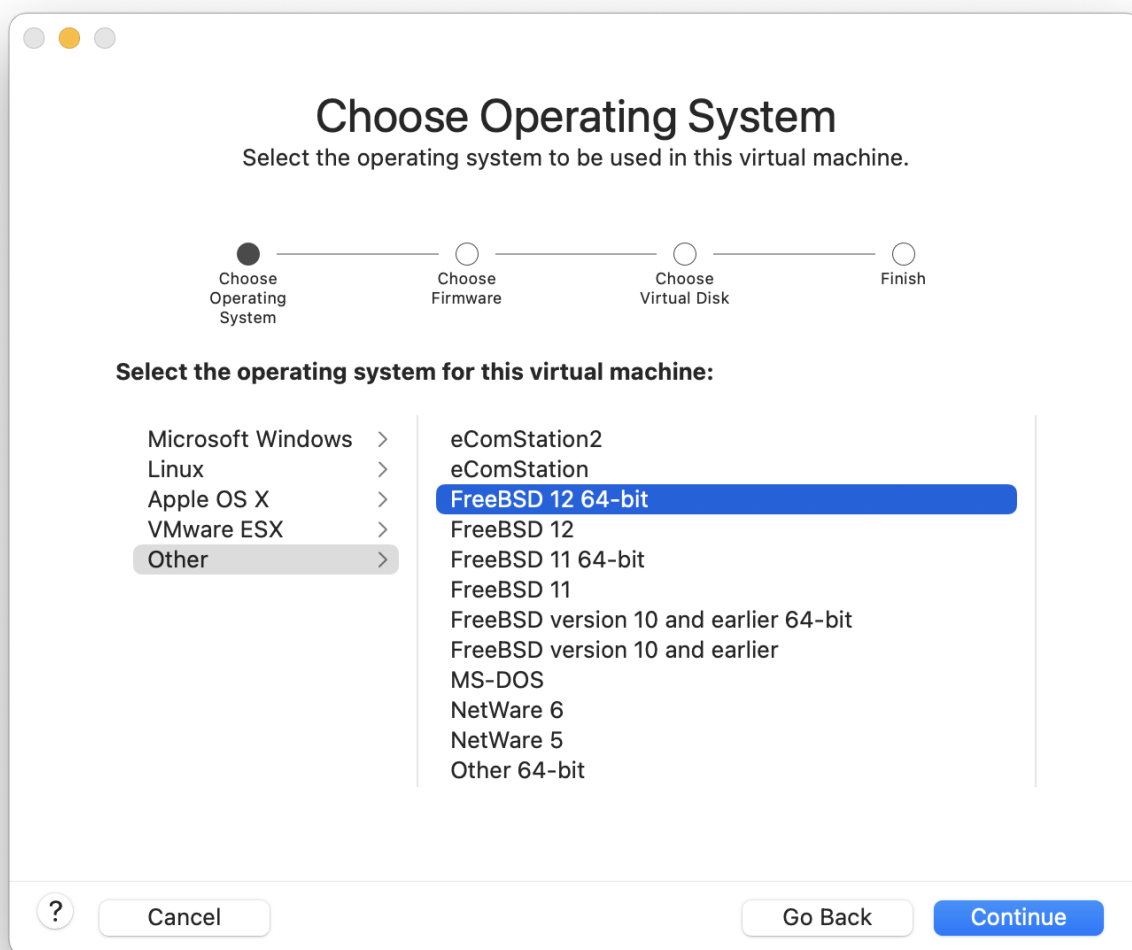 Choose Operating System
Select the operating system to be used in this virtual machine.
Choose
Operating
System
Choose
Firmware
Choose
Virtual Disk
Finish
Select the operating system for this virtual machine:
Microsoft Windows
Linux
Apple OS X
VMware ESX
Other
eComStation2
eComStation
FreeBSD 12 64-bit
FreeBSD 12
FreeBSD 11 64-bit
FreeBSD 11
FreeBSD version 10 and earlier 64-bit
FreeBSD version 10 and earlier
MS-DOS
NetWare 6
NetWare 5
Other 64-bit
?
Cancel
Go Back
Continue